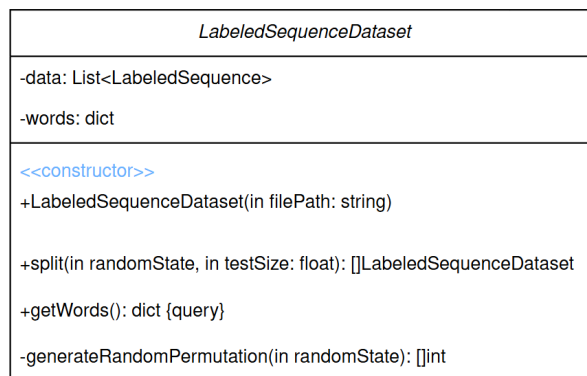 LabeledSequenceDataset
-data: List<LabeledSequence>
-words: dict
<<constructor>>
+LabeledSequenceDataset(in filePath: string)
+split(in randomState, in testSize: float): []LabeledSequenceDataset
+getWords(): dict {query}
-generateRandomPermutation(in randomState): []int